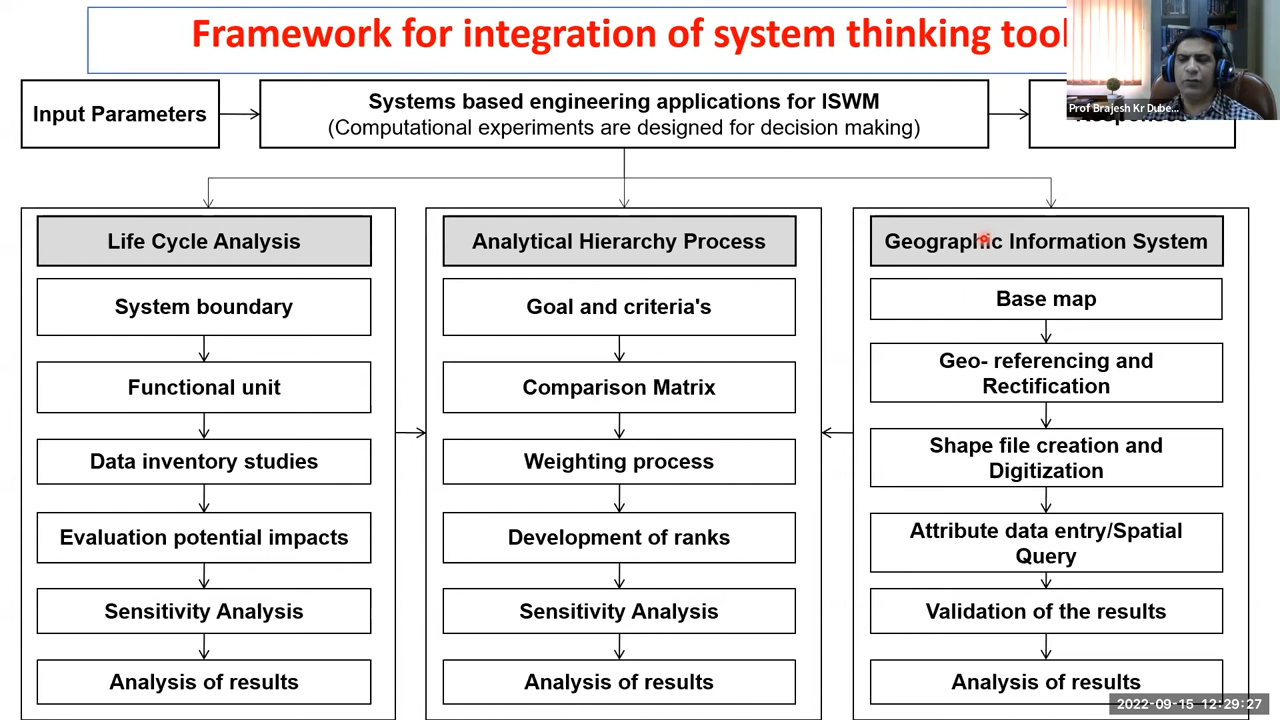 Framework for integration of system thinking tool
Input Parameters
Systems based engineering applications for ISWM
(Computational experiments are designed for decision making)
Prof Brajesh Kr Dube...
Life Cycle Analysis
System boundary
Functional unit
Data inventory studies
Evaluation potential impacts
Sensitivity Analysis
Analysis of results
Analytical Hierarchy Process
Goal and criteria's
Comparison Matrix
Weighting process
Development of ranks
Sensitivity Analysis
Analysis of results
Geographic Information System
Base map
Geo- referencing and
Rectification
Shape file creation and
Digitization
Attribute data entry/Spatial
Query
Validation of the results
Analysis of results
2022-09-15 12:29:27